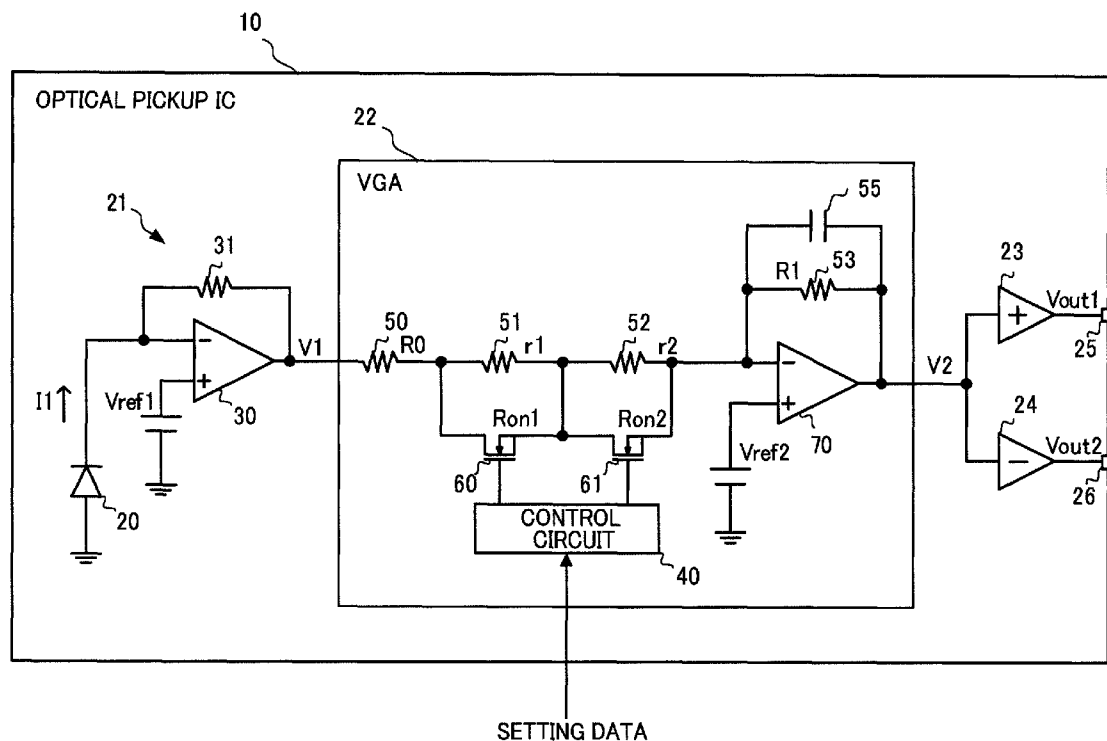 10
OPTICAL PICKUP IC
22
VGA
55
21
31
R1
53
23
50
51
52
Vout1
V1
R0
r1
r2
V2
25
I1
Vref1
30
Ron1
Ron2
70
24
60
61
Vref2
Vout2
20
CONTROL
CIRCUIT
40
26
SETTING DATA